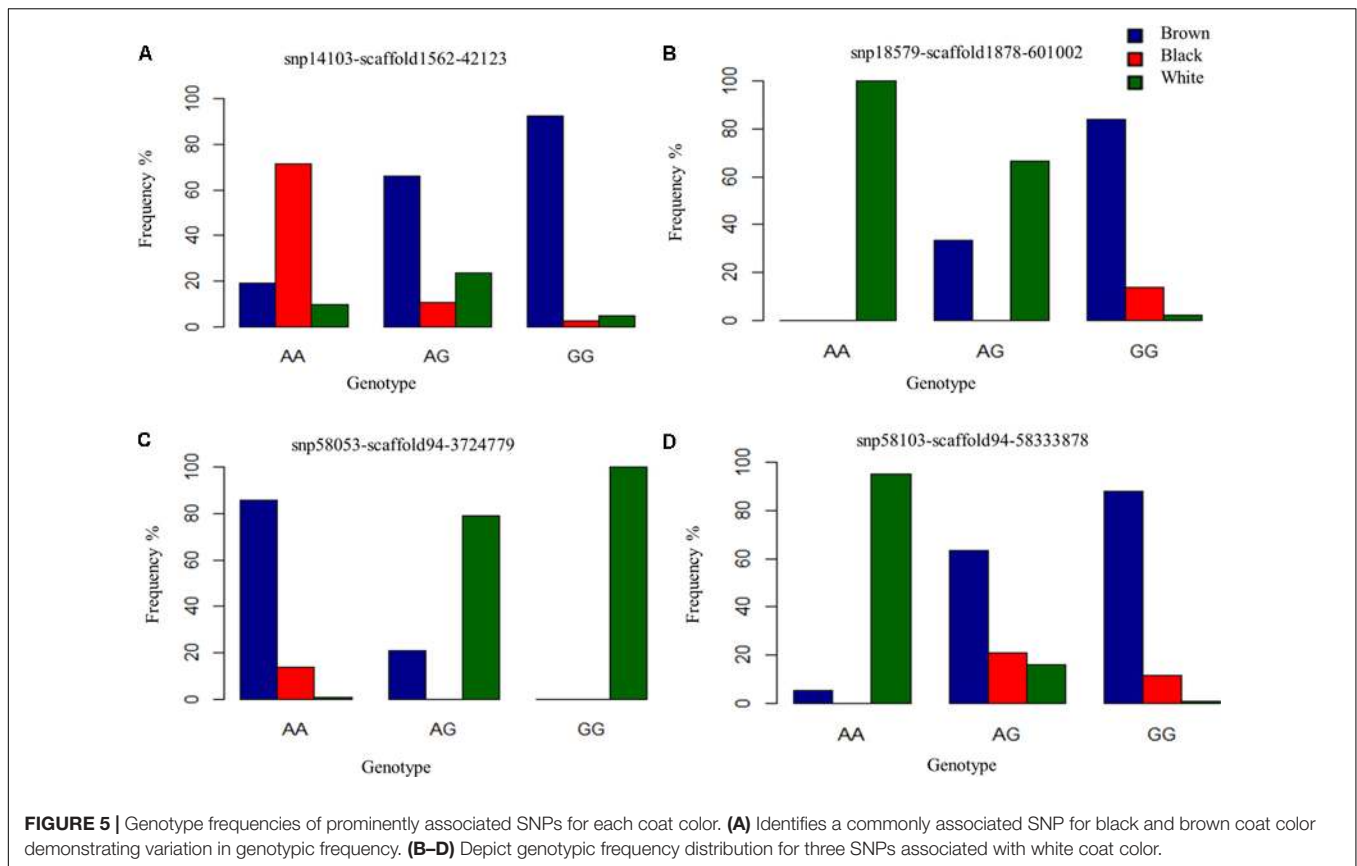 A
snp14103-scaffold1562-42123
Frequency %
100
80
60
40
20
0
AA AG GG
Genotype
B
snp18579-scaffold1878-601002
Brown
Black
White
Frequency %
100
80
60
40
20
0
AA AG GG
Genotype
C
snp58053-scaffold94-3724779
Frequency %
100
80
60
40
20
0
AA AG GG
Genotype
D
snp58103-scaffold94-58333878
Frequency %
100
80
60
40
20
0
AA AG GG
Genotype
FIGURE 5 | Genotype frequencies of prominently associated SNPs for each coat color. (A) Identifies a commonly associated SNP for black and brown coat color
demonstrating variation in genotypic frequency. (B–D) Depict genotypic frequency distribution for three SNPs associated with white coat color.